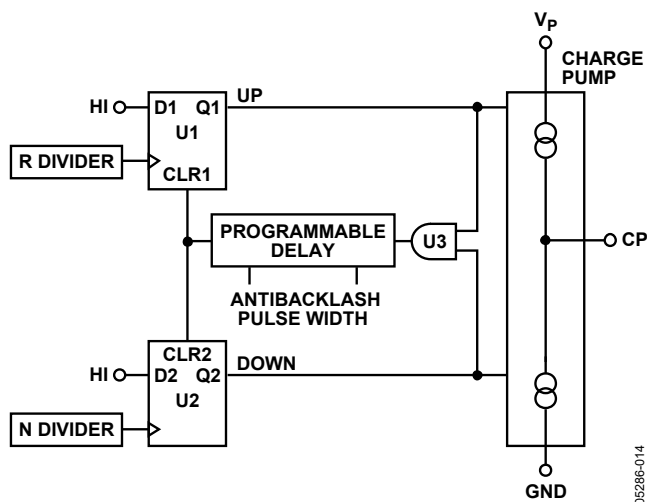 VP
CHARGE
PUMP
HI
D1 Q1
UP
U1
R DIVIDER
CLR1
PROGRAMMABLE
DELAY
U3
CP
ANTIBACKLASH
PULSE WIDTH
CLR2
HI
D2 Q2
DOWN
U2
N DIVIDER
GND
05286-014